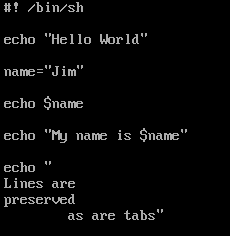 #! /bin/sh
echo "Hello World"
name="Jim"
echo $name
echo "My name is $name"
echo "
Lines are
preserved
        as are tabs"